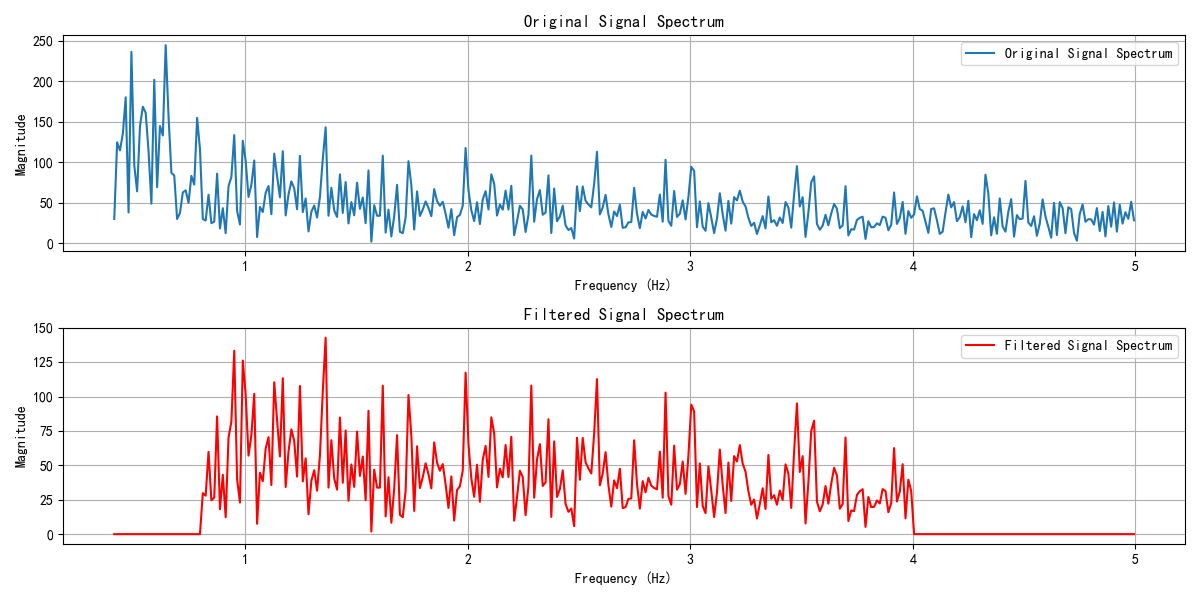 Original Signal Spectrum
250
200
150
100
50
0
Magnitude
Original Signal Spectrum
1
2
3
4
5
Frequency (Hz)
Filtered Signal Spectrum
150
125
100
75
50
25
0
Magnitude
Filtered Signal Spectrum
1
2
3
4
5
Frequency (Hz)